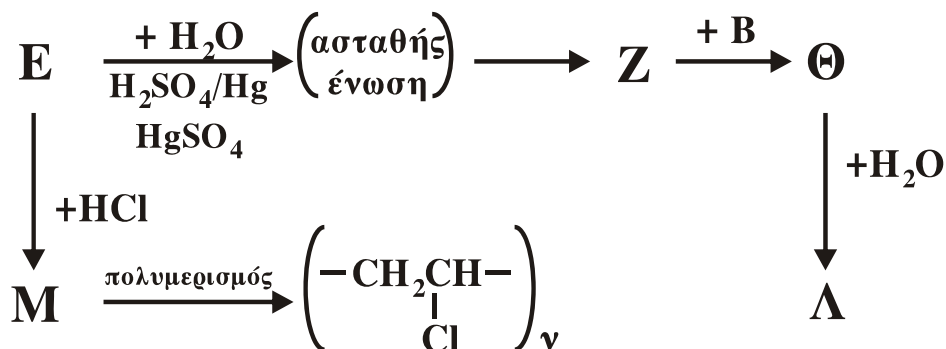 E + H₂O (ασταθής Z + B Θ
H₂SO₄/Hg ένωση)
HgSO₄
+HCl +H₂O
M πολυμερισμός (–CH₂CH–)ν Λ
Cl